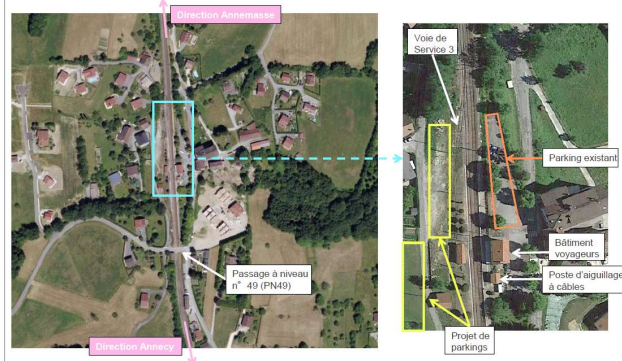 Direction Annemasse
Voie de
Service 3
Parking existant
Bâtiment
voyageurs
Poste d'aiguillage
à câbles
Passage à niveau
n° 49 (PN49)
Direction Annecy
Projet de
parkings